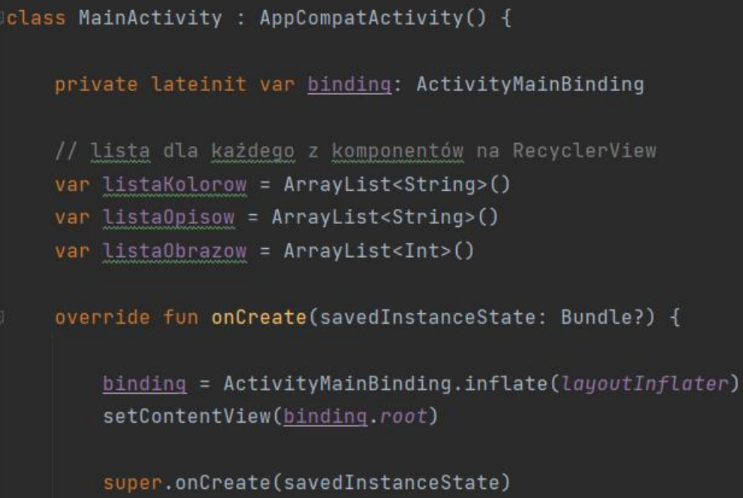 class MainActivity : AppCompatActivity() {
private lateinit var binding: ActivityMainBinding
// lista dla każdego z komponentów na RecyclerView
var listaKolorow = ArrayList<String>()
var listaOpisow = ArrayList<String>()
var listaObrazow = ArrayList<Int>()
override fun onCreate(savedInstanceState: Bundle?) {
binding = ActivityMainBinding.inflate(layoutInflater)
setContentView(binding.root)
super.onCreate(savedInstanceState)